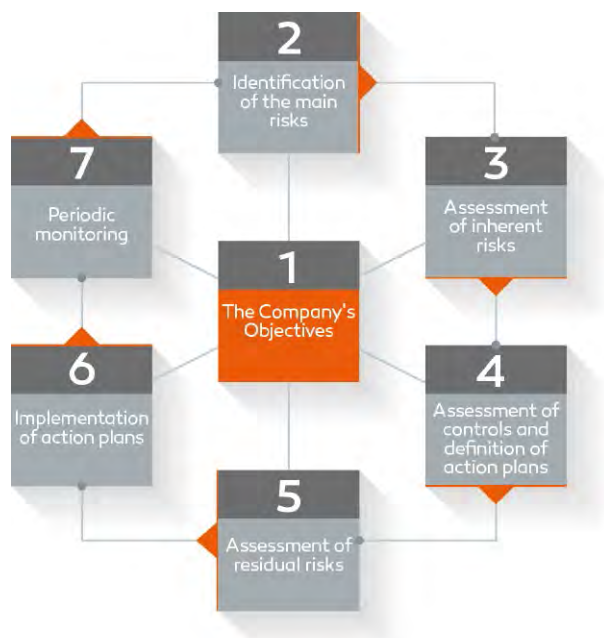 2
Identification
of the main
risks
7
Periodic
monitoring
3
Assessment
of inherent
risks
1
The Company's
Objectives
6
Implementation
of action plans
4
Assessment of
controls and
definition of
action plans
5
Assessment of
residual risks